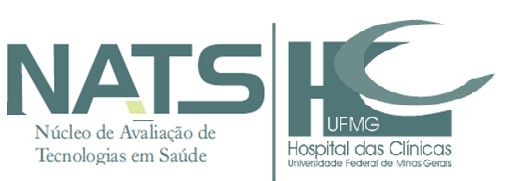 NATS
Núcleo de Avaliação de
Tecnologias em Saúde
HC
UFMG
Hospital das Clínicas
Universidade Federal de Minas Gerais